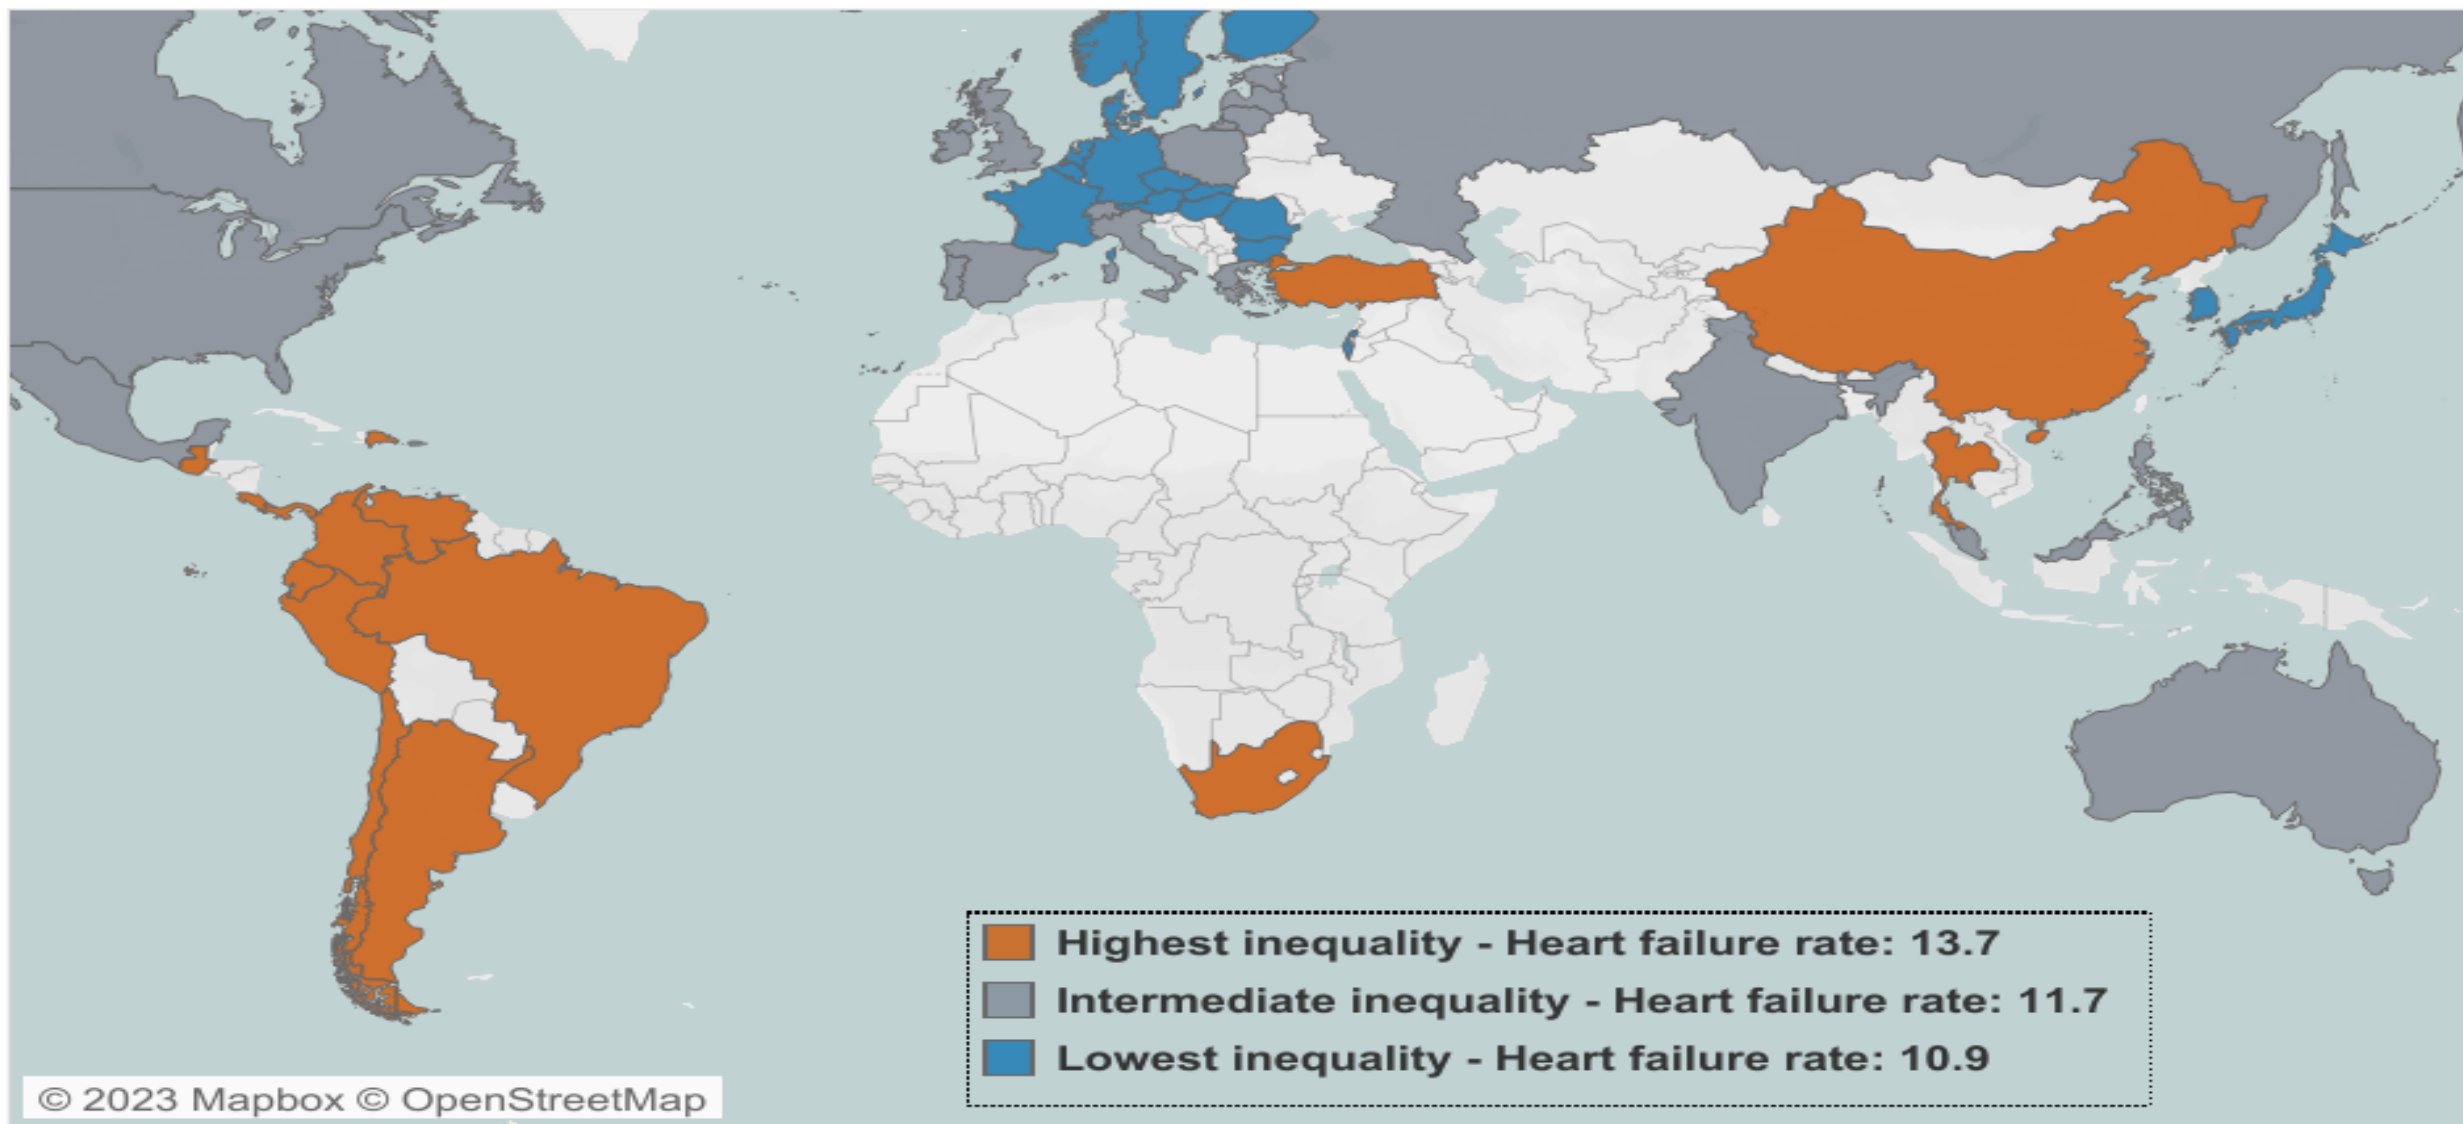 Highest inequality - Heart failure rate: 13.7
Intermediate inequality - Heart failure rate: 11.7
Lowest inequality - Heart failure rate: 10.9
© 2023 Mapbox © OpenStreetMap